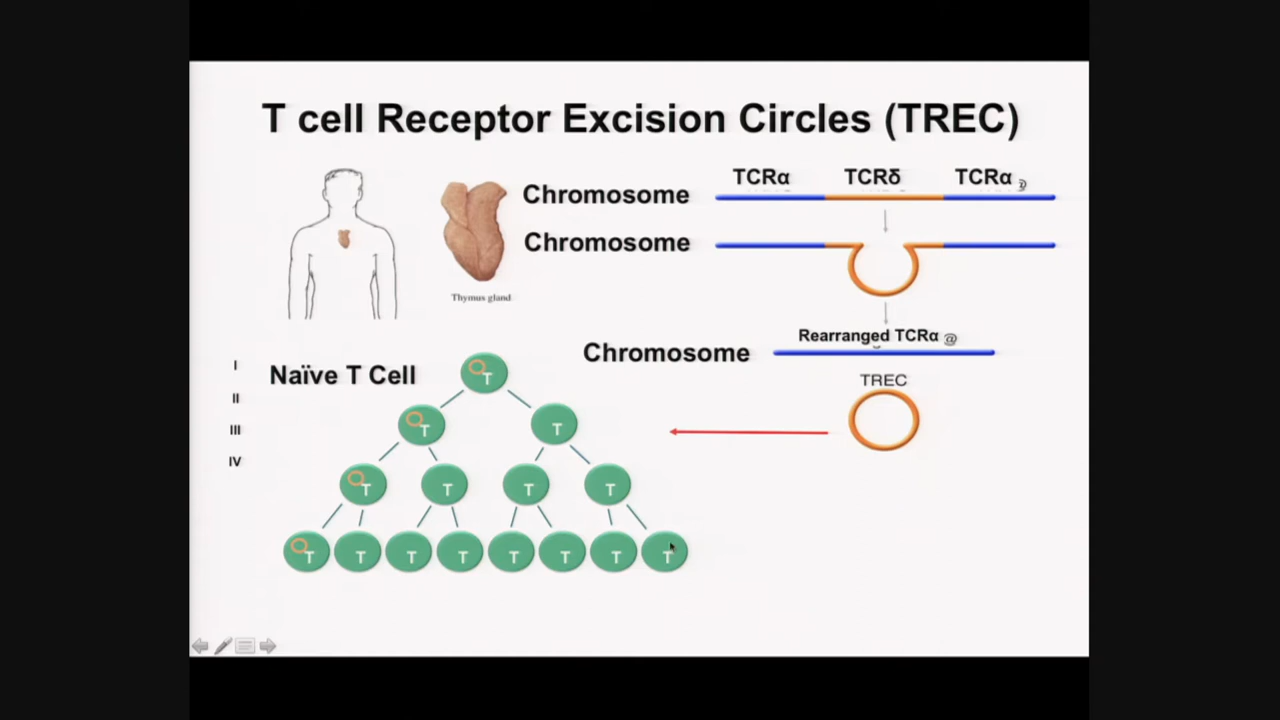 T cell Receptor Excision Circles (TREC)
TCRα TCRδ TCRα
Chromosome
Chromosome
Thymus gland
Rearranged TCRα @
Chromosome
TREC
I
II
III
IV
Naïve T Cell
T
T T
T T T T
T T T T T T T T